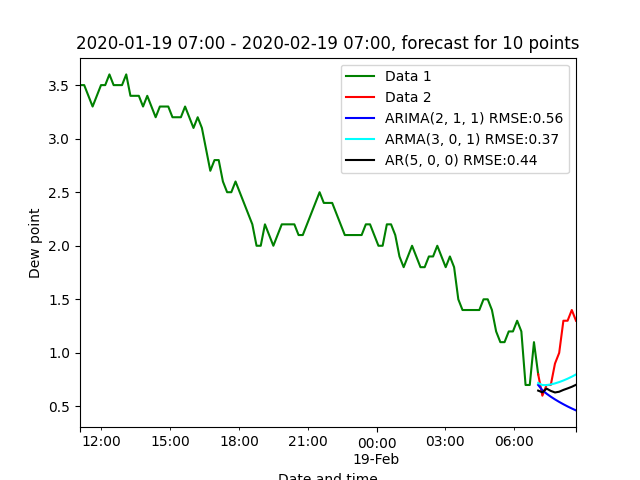 2020-01-19 07:00 - 2020-02-19 07:00, forecast for 10 points
Data 1
Data 2
ARIMA(2, 1, 1) RMSE:0.56
ARMA(3, 0, 1) RMSE:0.37
AR(5, 0, 0) RMSE:0.44
Dew point
3.5
3.0
2.5
2.0
1.5
1.0
0.5
12:00 15:00 18:00 21:00 00:00 03:00 06:00
19-Feb
Date and time